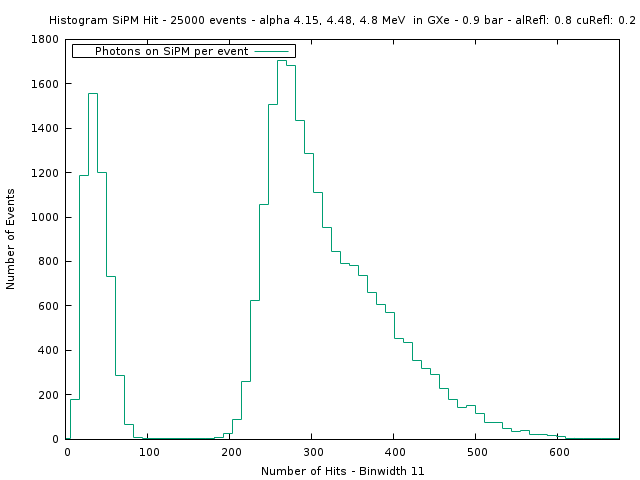 Histogram SiPM Hit - 25000 events - alpha 4.15, 4.48, 4.8 MeV  in GXe - 0.9 bar - alRefl: 0.8 cuRefl: 0.2
Photons on SiPM per event
1800
1600
1400
1200
1000
800
600
400
200
0
Number of Events
0 100 200 300 400 500 600
Number of Hits - Binwidth 11